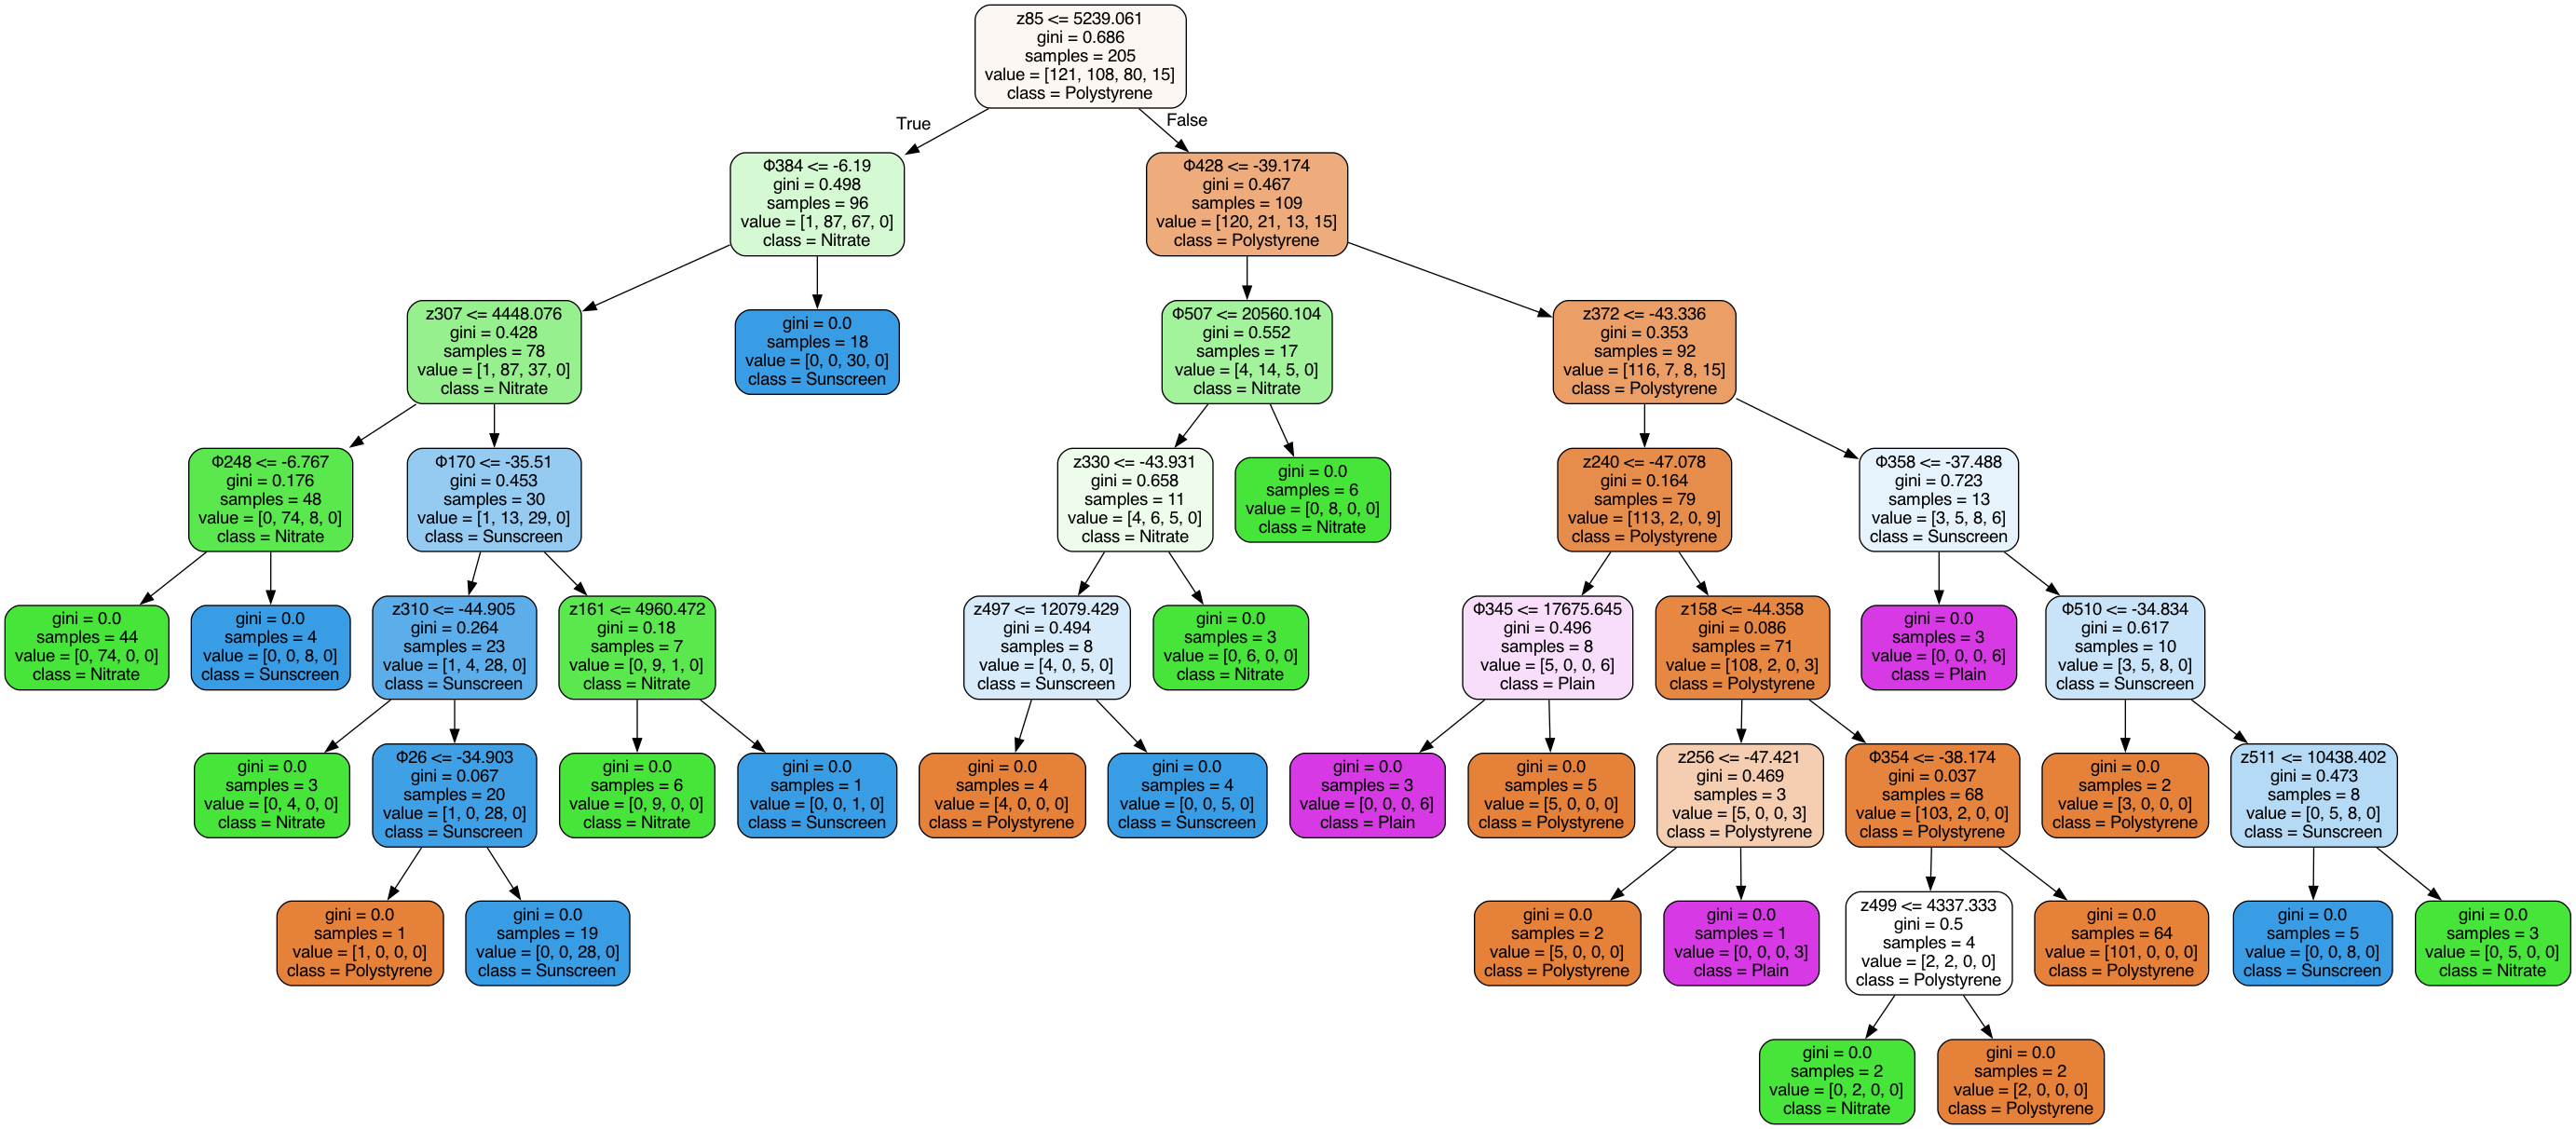 z85 <= 5239.061
gini = 0.686
samples = 205
value = [121, 108, 80, 15]
class = Polystyrene
True
False
Φ384 <= -6.19
gini = 0.498
samples = 96
value = [1, 87, 67, 0]
class = Nitrate
Φ428 <= -39.174
gini = 0.467
samples = 109
value = [120, 21, 13, 15]
class = Polystyrene
z307 <= 4448.076
gini = 0.428
samples = 78
value = [1, 87, 37, 0]
class = Nitrate
gini = 0.0
samples = 18
value = [0, 0, 30, 0]
class = Sunscreen
Φ507 <= 20560.104
gini = 0.552
samples = 17
value = [4, 14, 5, 0]
class = Nitrate
z372 <= -43.336
gini = 0.353
samples = 92
value = [116, 7, 8, 15]
class = Polystyrene
Φ248 <= -6.767
gini = 0.176
samples = 48
value = [0, 74, 8, 0]
class = Nitrate
Φ170 <= -35.51
gini = 0.453
samples = 30
value = [1, 13, 29, 0]
class = Sunscreen
z330 <= -43.931
gini = 0.658
samples = 11
value = [4, 6, 5, 0]
class = Nitrate
gini = 0.0
samples = 6
value = [0, 8, 0, 0]
class = Nitrate
z240 <= -47.078
gini = 0.164
samples = 79
value = [113, 2, 0, 9]
class = Polystyrene
Φ358 <= -37.488
gini = 0.723
samples = 13
value = [3, 5, 8, 6]
class = Sunscreen
gini = 0.0
samples = 44
value = [0, 74, 0, 0]
class = Nitrate
gini = 0.0
samples = 4
value = [0, 0, 8, 0]
class = Sunscreen
z310 <= -44.905
gini = 0.264
samples = 23
value = [1, 4, 28, 0]
class = Sunscreen
z161 <= 4960.472
gini = 0.18
samples = 7
value = [0, 9, 1, 0]
class = Nitrate
z497 <= 12079.429
gini = 0.494
samples = 8
value = [4, 0, 5, 0]
class = Sunscreen
gini = 0.0
samples = 3
value = [0, 6, 0, 0]
class = Nitrate
Φ345 <= 17675.645
gini = 0.496
samples = 8
value = [5, 0, 0, 6]
class = Plain
z158 <= -44.358
gini = 0.086
samples = 71
value = [108, 2, 0, 3]
class = Polystyrene
gini = 0.0
samples = 3
value = [0, 0, 0, 6]
class = Plain
Φ510 <= -34.834
gini = 0.617
samples = 10
value = [3, 5, 8, 0]
class = Sunscreen
gini = 0.0
samples = 3
value = [0, 4, 0, 0]
class = Nitrate
Φ26 <= -34.903
gini = 0.067
samples = 20
value = [1, 0, 28, 0]
class = Sunscreen
gini = 0.0
samples = 6
value = [0, 9, 0, 0]
class = Nitrate
gini = 0.0
samples = 1
value = [0, 0, 1, 0]
class = Sunscreen
gini = 0.0
samples = 4
value = [4, 0, 0, 0]
class = Polystyrene
gini = 0.0
samples = 4
value = [0, 0, 5, 0]
class = Sunscreen
gini = 0.0
samples = 3
value = [0, 0, 0, 6]
class = Plain
gini = 0.0
samples = 5
value = [5, 0, 0, 0]
class = Polystyrene
z256 <= -47.421
gini = 0.469
samples = 3
value = [5, 0, 0, 3]
class = Polystyrene
Φ354 <= -38.174
gini = 0.037
samples = 68
value = [103, 2, 0, 0]
class = Polystyrene
gini = 0.0
samples = 2
value = [3, 0, 0, 0]
class = Polystyrene
z511 <= 10438.402
gini = 0.473
samples = 8
value = [0, 5, 8, 0]
class = Sunscreen
gini = 0.0
samples = 1
value = [1, 0, 0, 0]
class = Polystyrene
gini = 0.0
samples = 19
value = [0, 0, 28, 0]
class = Sunscreen
gini = 0.0
samples = 2
value = [5, 0, 0, 0]
class = Polystyrene
gini = 0.0
samples = 1
value = [0, 0, 0, 3]
class = Plain
z499 <= 4337.333
gini = 0.5
samples = 4
value = [2, 2, 0, 0]
class = Polystyrene
gini = 0.0
samples = 64
value = [101, 0, 0, 0]
class = Polystyrene
gini = 0.0
samples = 5
value = [0, 0, 8, 0]
class = Sunscreen
gini = 0.0
samples = 3
value = [0, 5, 0, 0]
class = Nitrate
gini = 0.0
samples = 2
value = [0, 2, 0, 0]
class = Nitrate
gini = 0.0
samples = 2
value = [2, 0, 0, 0]
class = Polystyrene